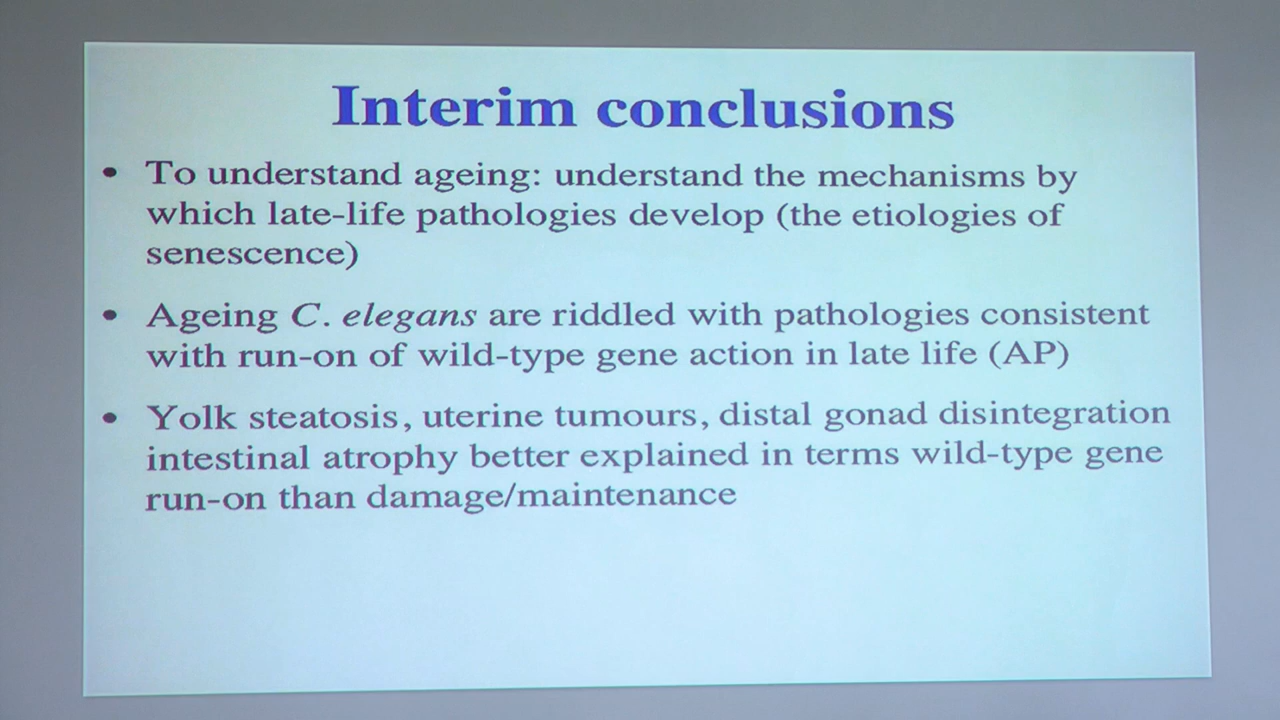 Interim conclusions
• To understand ageing: understand the mechanisms by
which late-life pathologies develop (the etiologies of
senescence)
• Ageing C. elegans are riddled with pathologies consistent
with run-on of wild-type gene action in late life (AP)
• Yolk steatosis, uterine tumours, distal gonad disintegration
intestinal atrophy better explained in terms wild-type gene
run-on than damage/maintenance